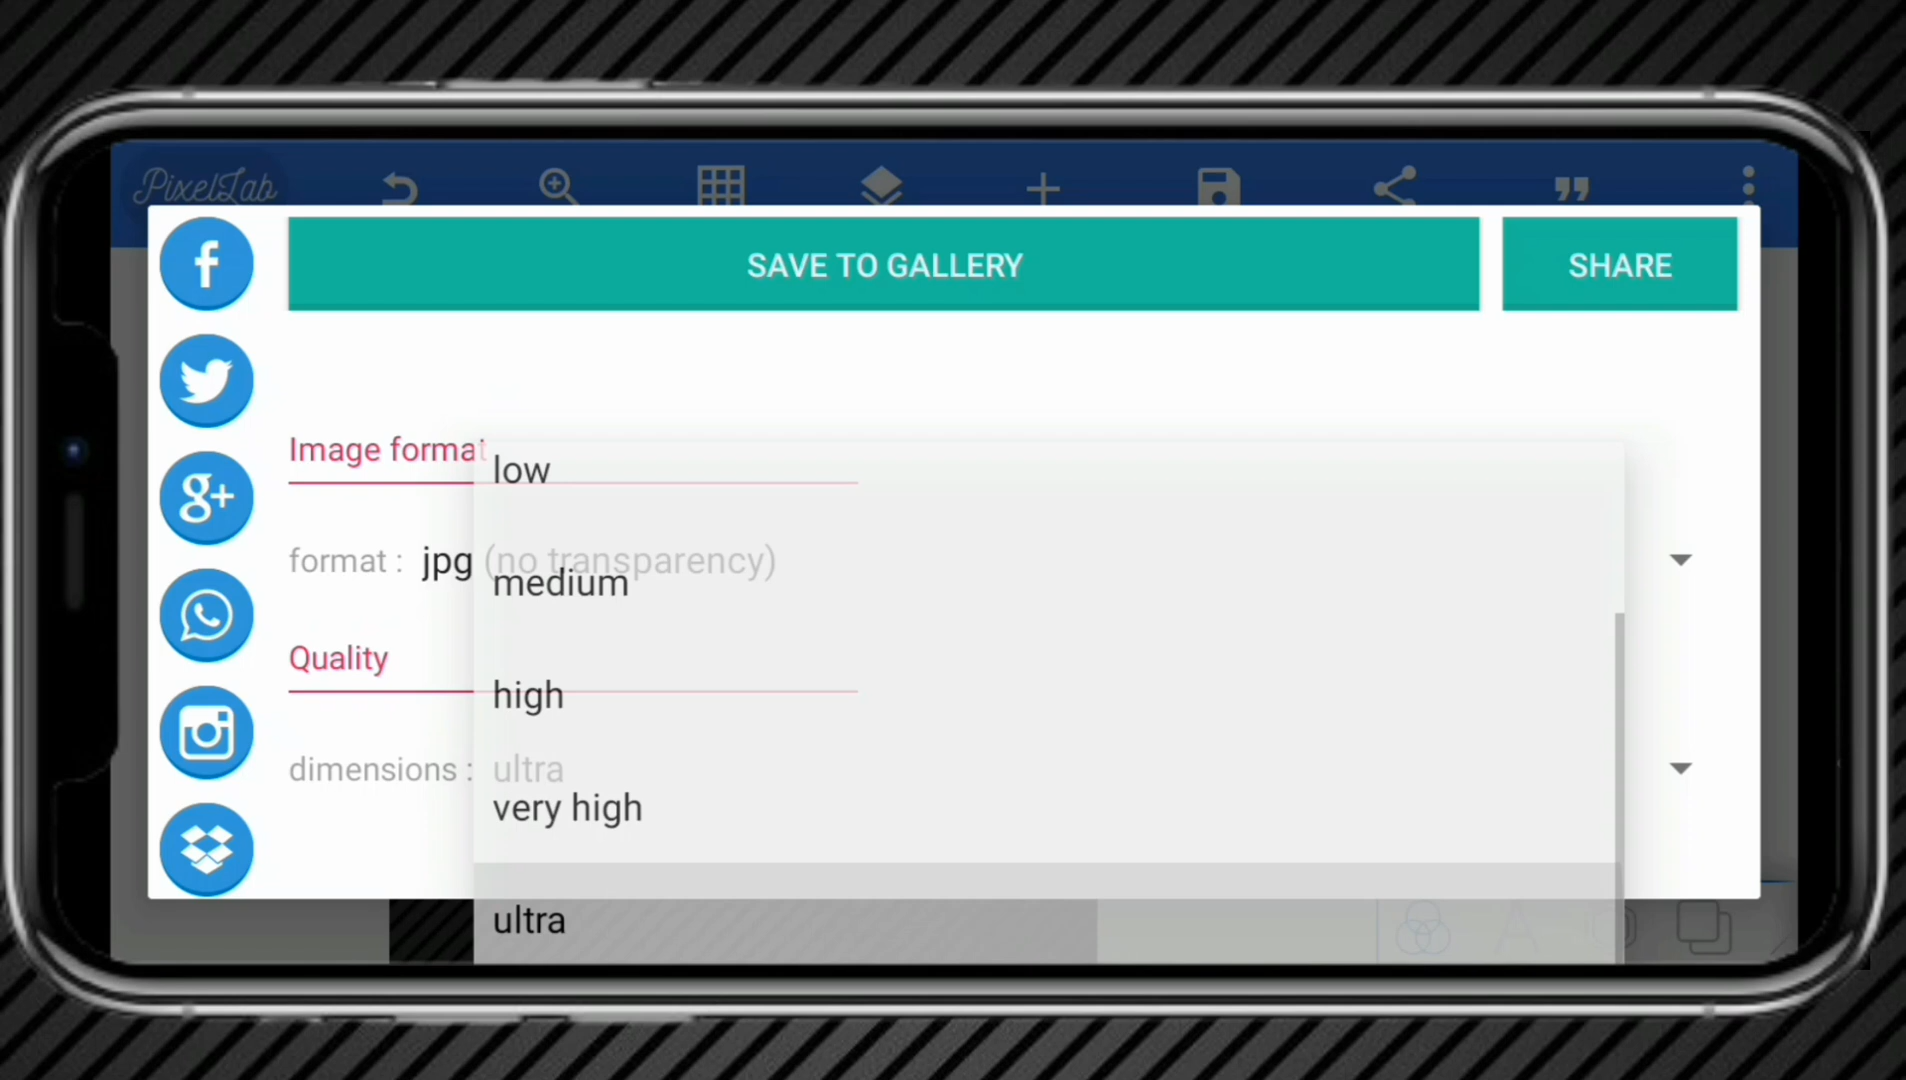 PixelLab
SAVE TO GALLERY
SHARE
Image format
low
format : jpg (no transparency)
medium
Quality
high
dimensions : ultra
very high
ultra